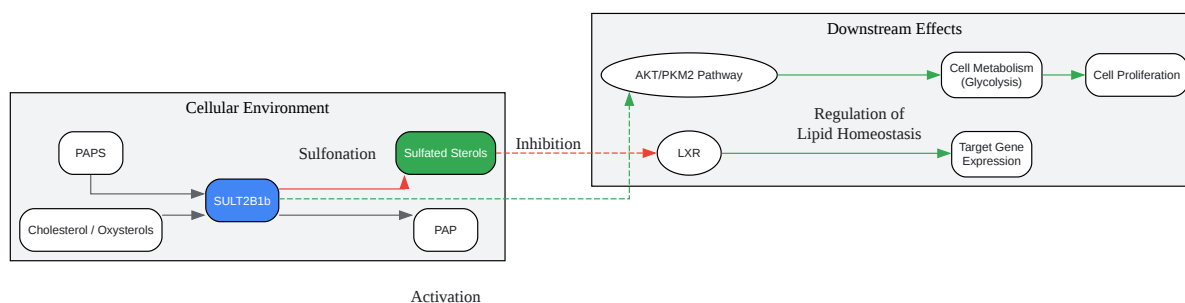 Downstream Effects
AKT/PKM2 Pathway
Cell Metabolism
(Glycolysis)
Cell Proliferation
Cellular Environment
Regulation of
Lipid Homeostasis
PAPS
Sulfonation
Sulfated Sterols
Inhibition
LXR
Target Gene
Expression
SULT2B1b
Cholesterol / Oxysterols
PAP
Activation